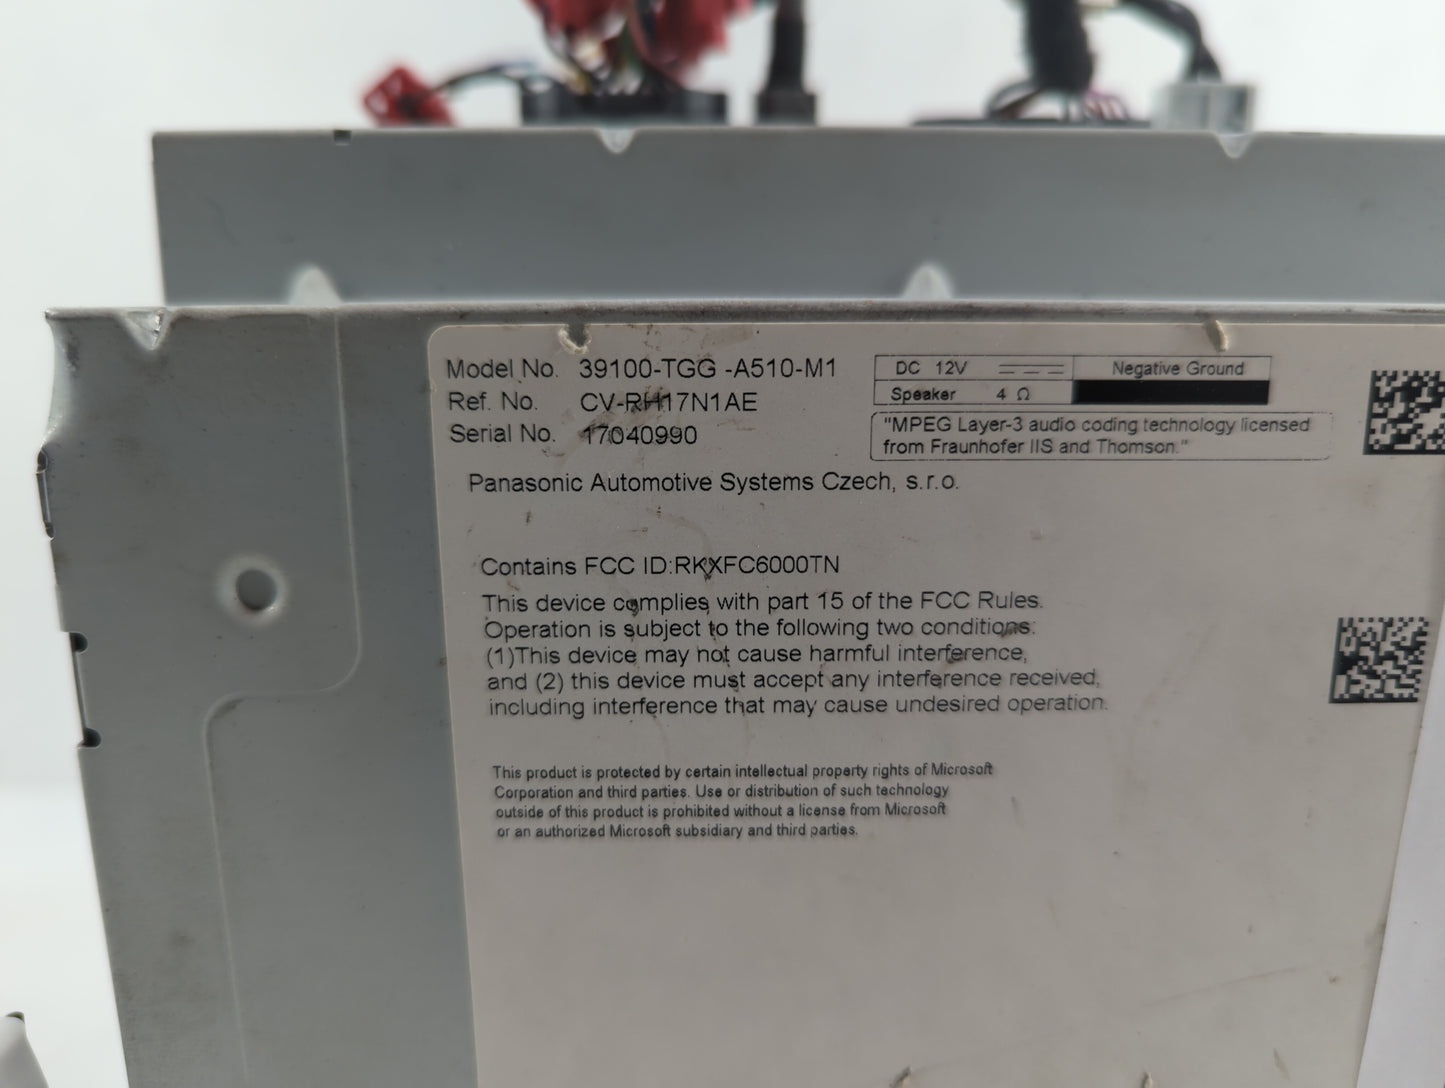 Model No. 39100-TGG -A510-M1
Ref. No. CV-RH17N1AE
Serial No. 17040990
DC 12V Negative Ground
Speaker 4 Ω
"MPEG Layer-3 audio coding technology licensed
from Fraunhofer IIS and Thomson."
Panasonic Automotive Systems Czech, s.r.o.
Contains FCC ID:RKXFC6000TN
This device complies with part 15 of the FCC Rules.
Operation is subject to the following two conditions:
(1)This device may not cause harmful interference,
and (2) this device must accept any interference received,
including interference that may cause undesired operation.
This product is protected by certain intellectual property rights of Microsoft
Corporation and third parties. Use or distribution of such technology
outside of this product is prohibited without a license from Microsoft
or an authorized Microsoft subsidiary and third parties.